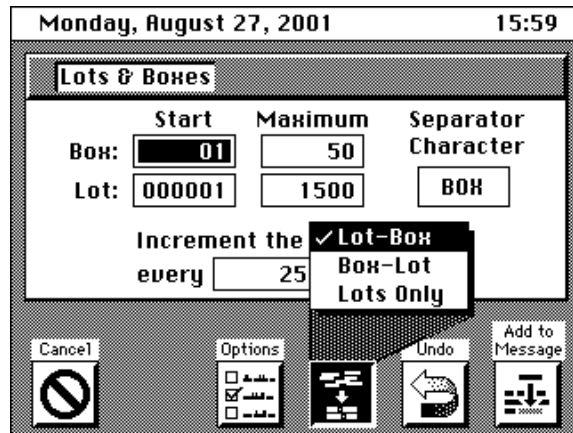 Monday, August 27, 2001 15:59
Lots & Boxes
Start Maximum Separator Character
Box: 01 50
Lot: 000001 1500 BOX
Increment the
every 25
✓Lot-Box
Box-Lot
Lots Only
Cancel Options Undo Add to Message